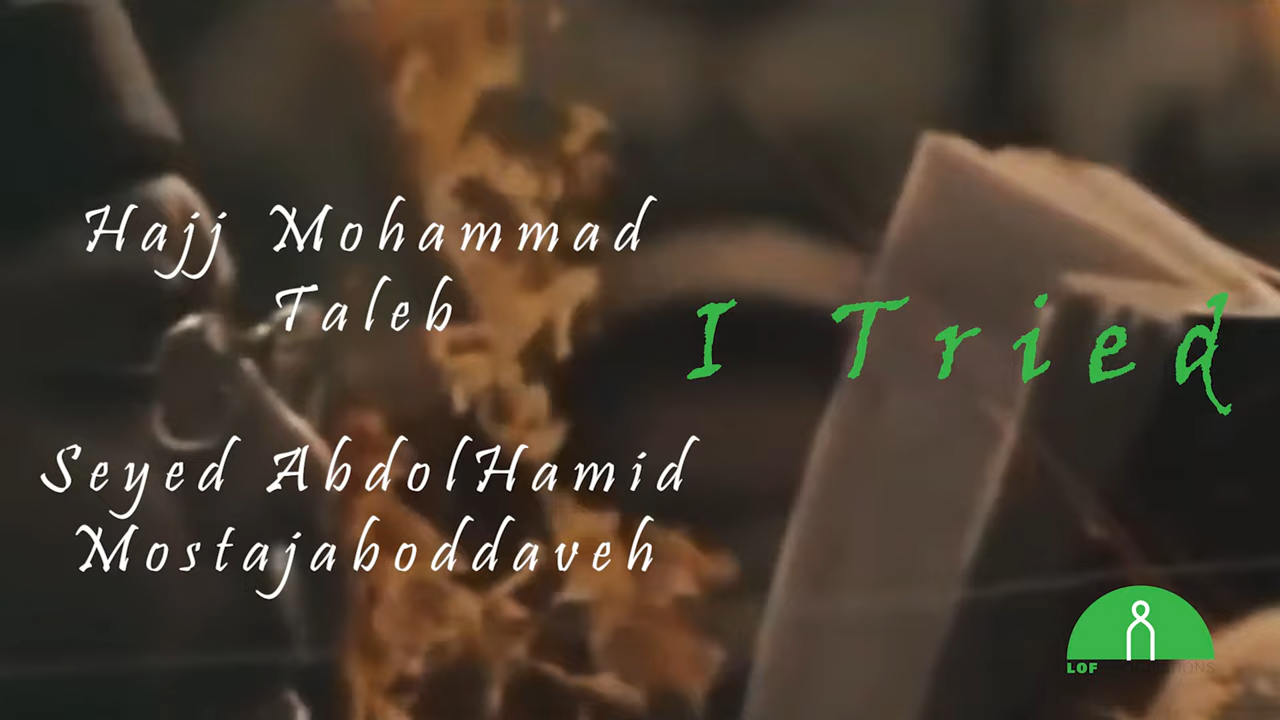 Hajj Mohammad
Taleb
I Tried
Seyed AbdolHamid
Mostajaboddaveh
LOF